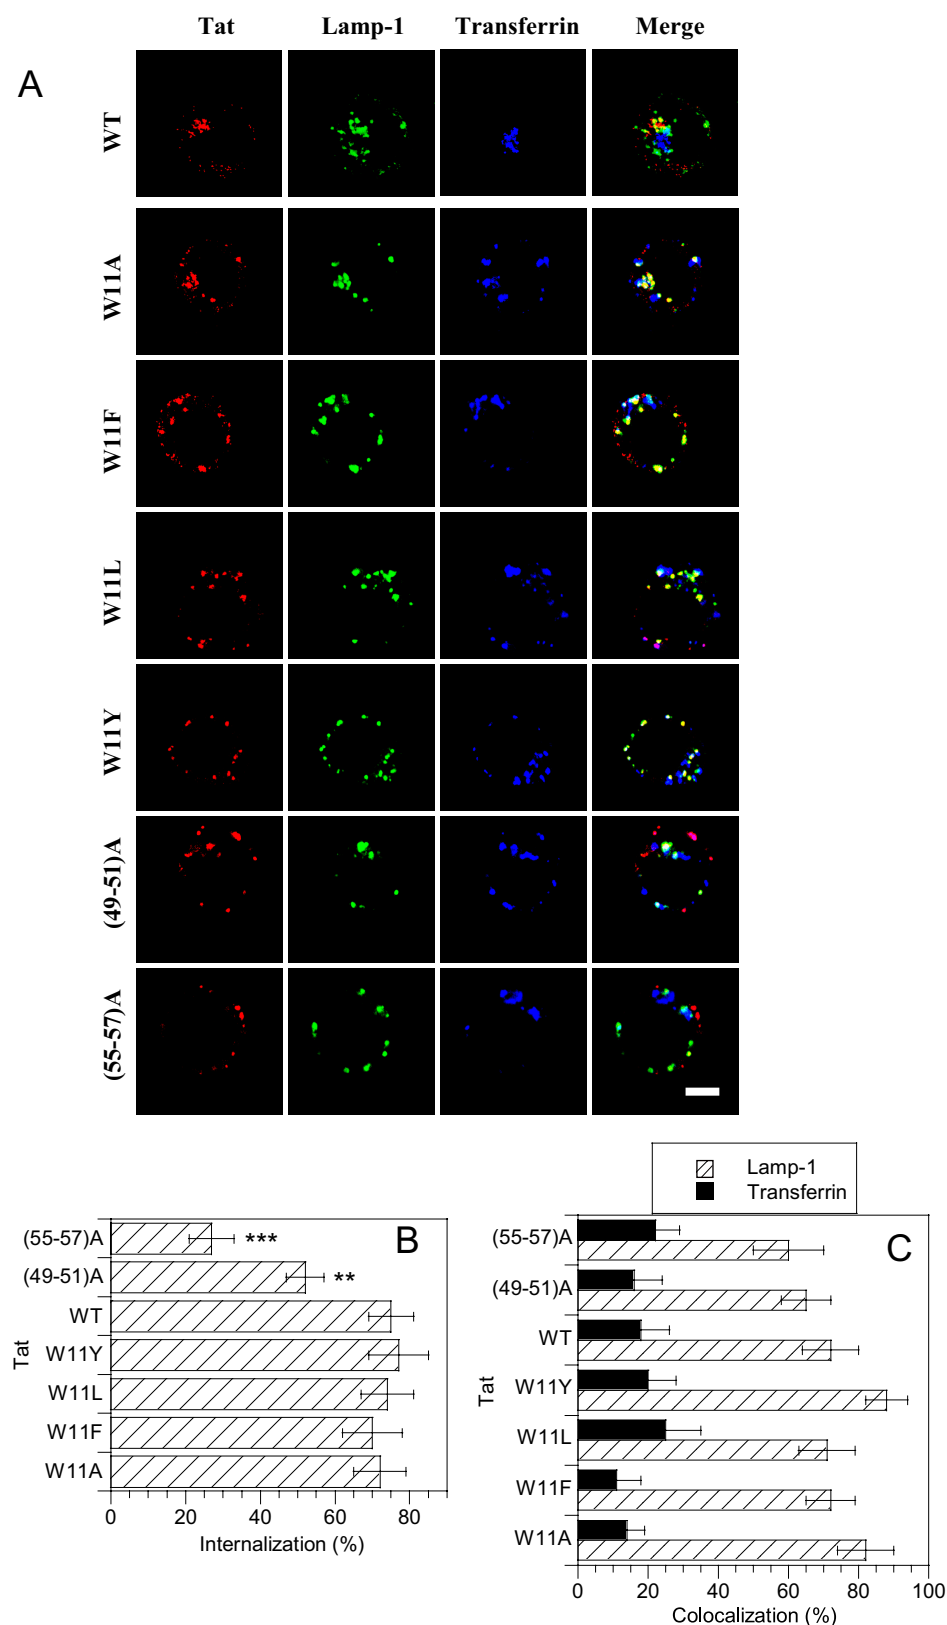 Tat Lamp-1 Transferrin Merge
A
WT
W11A
W11F
W11L
W11Y
(49-51)A
(55-57)A
B
Tat
(55-57)A ***
(49-51)A **
WT
W11Y
W11L
W11F
W11A
0 20 40 60 80
Internalization (%)
Lamp-1
Transferrin
C
Tat
(55-57)A
(49-51)A
WT
W11Y
W11L
W11F
W11A
0 20 40 60 80 100
Colocalization (%)